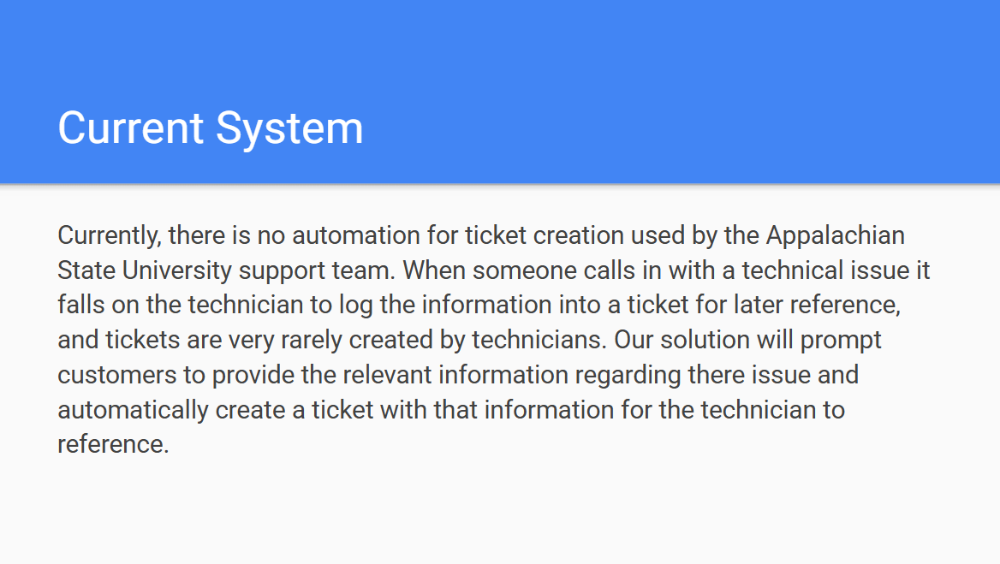 Current System
Currently, there is no automation for ticket creation used by the Appalachian
State University support team. When someone calls in with a technical issue it
falls on the technician to log the information into a ticket for later reference,
and tickets are very rarely created by technicians. Our solution will prompt
customers to provide the relevant information regarding there issue and
automatically create a ticket with that information for the technician to
reference.